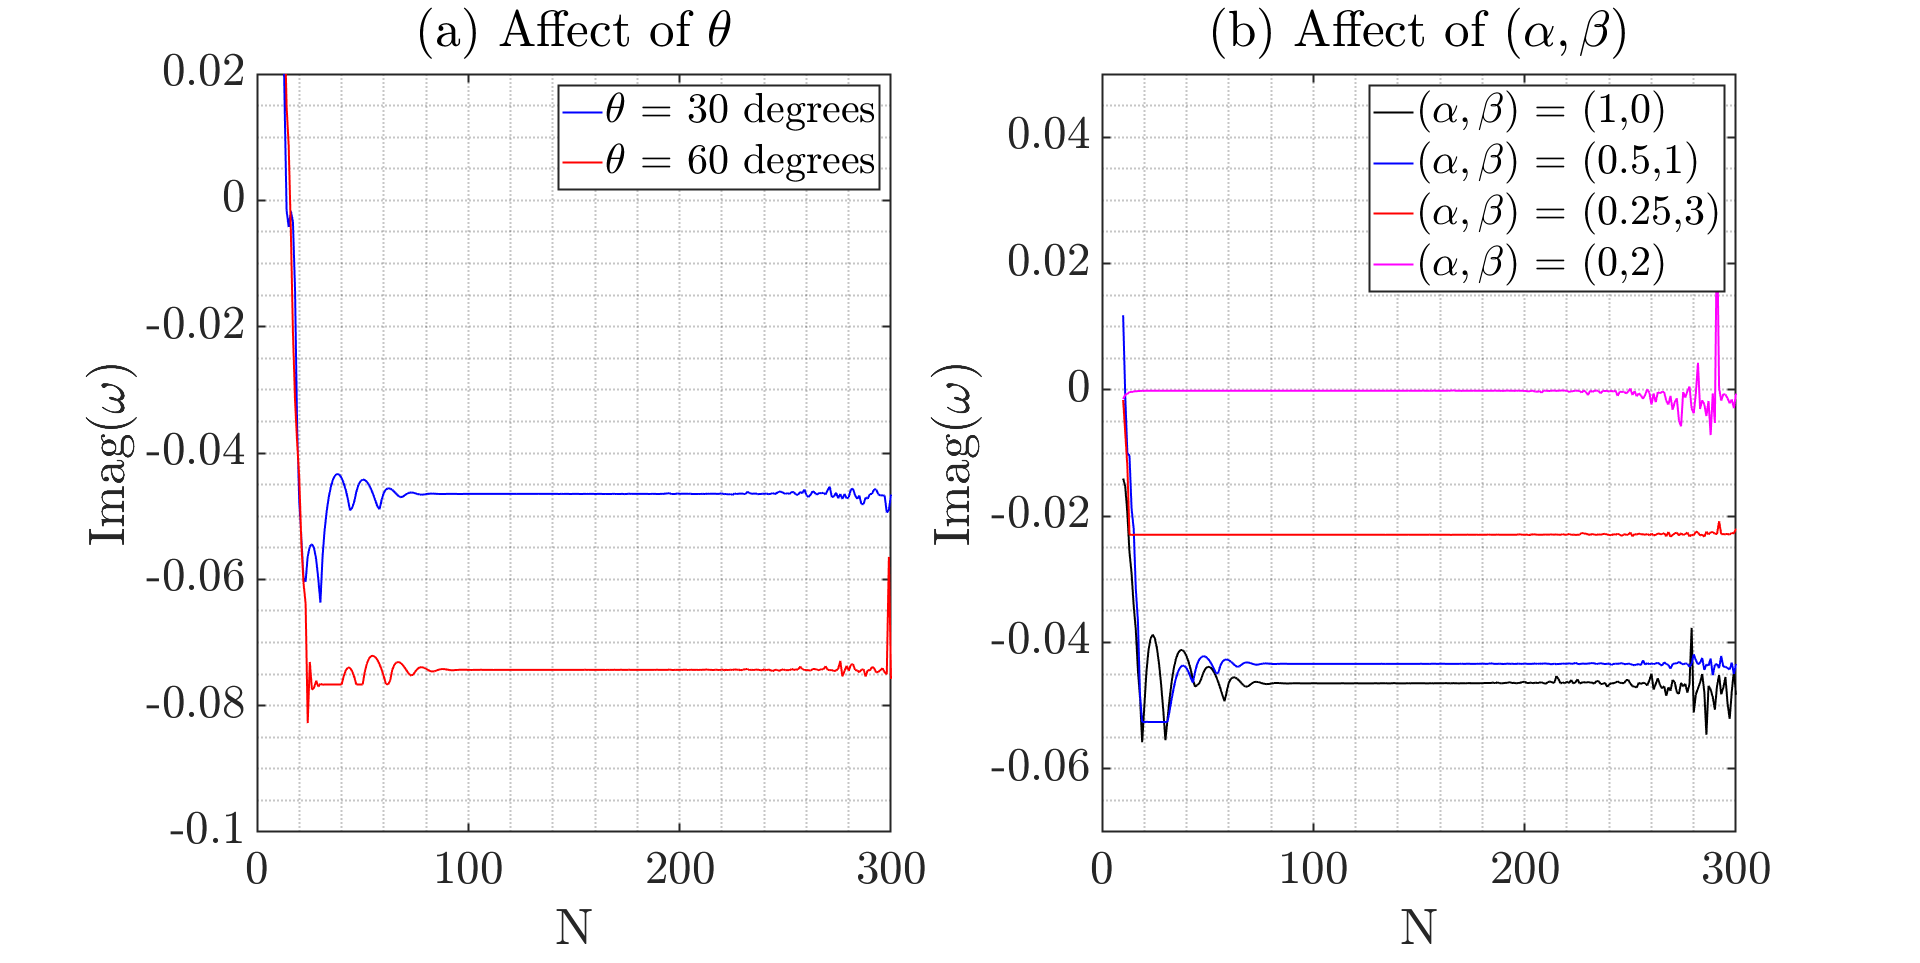 (a) Affect of θ
0.02
0
-0.02
-0.04
-0.06
-0.08
-0.1
Imag(ω)
0 100 200 300
N
θ = 30 degrees
θ = 60 degrees
(b) Affect of (α, β)
0.04
0.02
0
-0.02
-0.04
-0.06
Imag(ω)
0 100 200 300
N
(α, β) = (1,0)
(α, β) = (0.5,1)
(α, β) = (0.25,3)
(α, β) = (0,2)